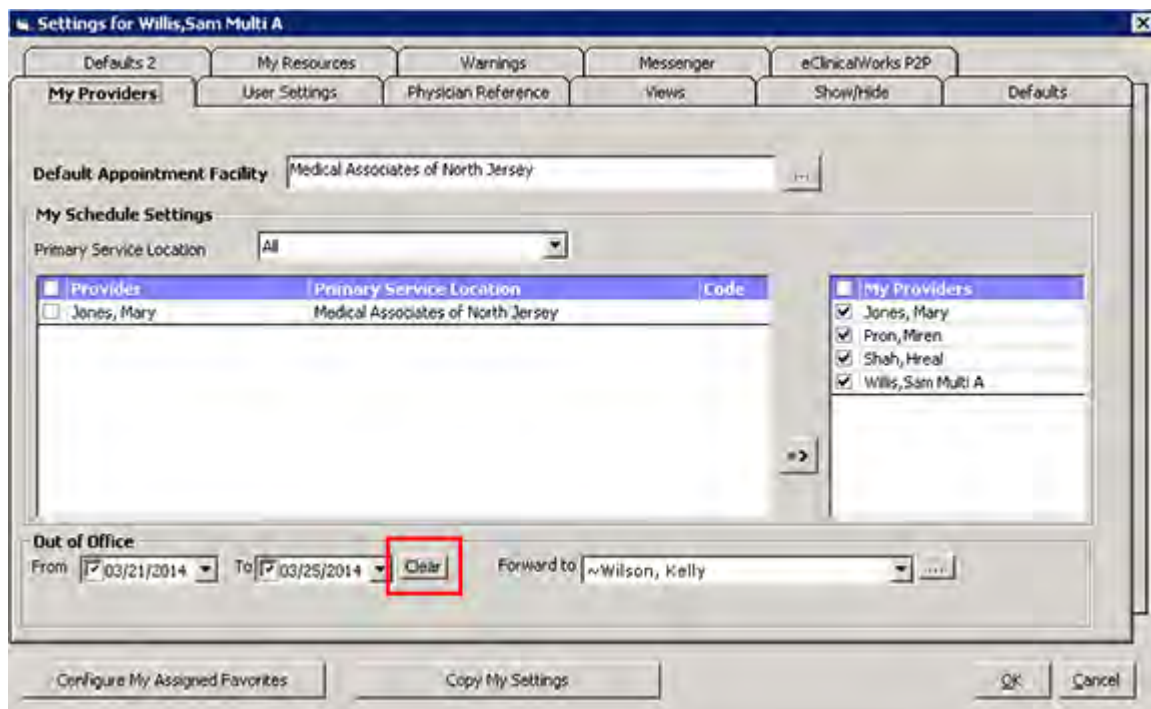 Settings for Willis,Sam Multi A
Defaults 2 My Resources Warnings Messenger eClinicalWorks P2P
My Providers User Settings Physician Reference Views Show/Hide Defaults
Default Appointment Facility Medical Associates of North Jersey ...
My Schedule Settings
Primary Service Location All
Provides Primary Service Location Code My Providers
Jones, Mary Medical Associates of North Jersey Jones, Mary
Pron,Miren
Shah,Hreal
Willis,Sam Multi A
=>
Out of Office
From 03/21/2014 To 03/25/2014 Clear Forward to ~Wilson, Kelly ....
Configure My Assigned Favorites Copy My Settings OK Cancel